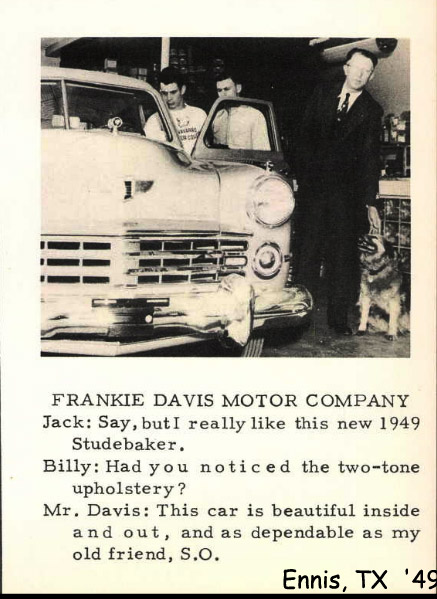 NAVARRO
FRANKIE DAVIS MOTOR COMPANY
Jack: Say, but I really like this new 1949
Studebaker.
Billy: Had you noticed the two-tone
upholstery?
Mr. Davis: This car is beautiful inside
and out, and as dependable as my
old friend, S.O.
Ennis, TX '49